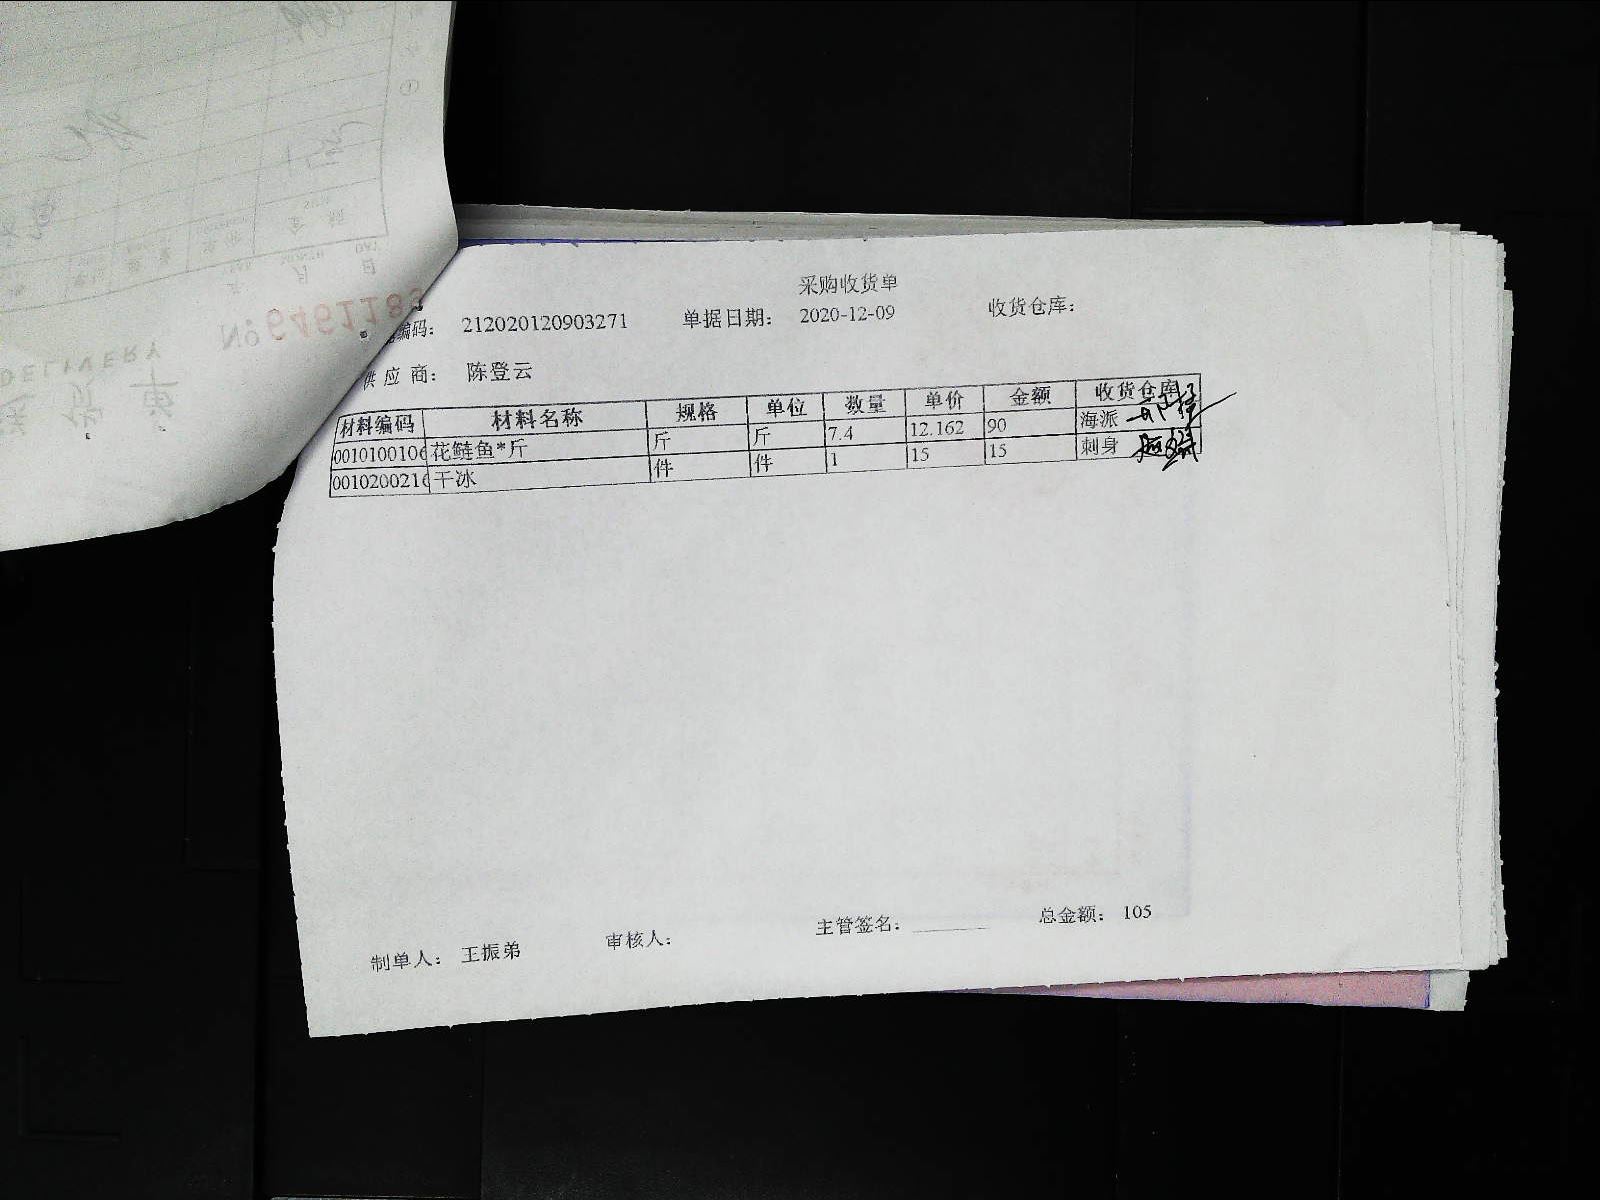 采购收货单
编码： 212020120903271 单据日期： 2020-12-09 收货仓库：
供 应 商： 陈登云
材料编码 材料名称 规格 单位 数量 单价 金额 收货仓库
0010100106 花鲢鱼*斤 斤 斤 7.4 12.162 90 海派
0010200216 干冰 件 件 1 15 15 刺身
制单人： 王振弟 审核人： 主管签名： 总金额： 105
№6461183
DELIVERY